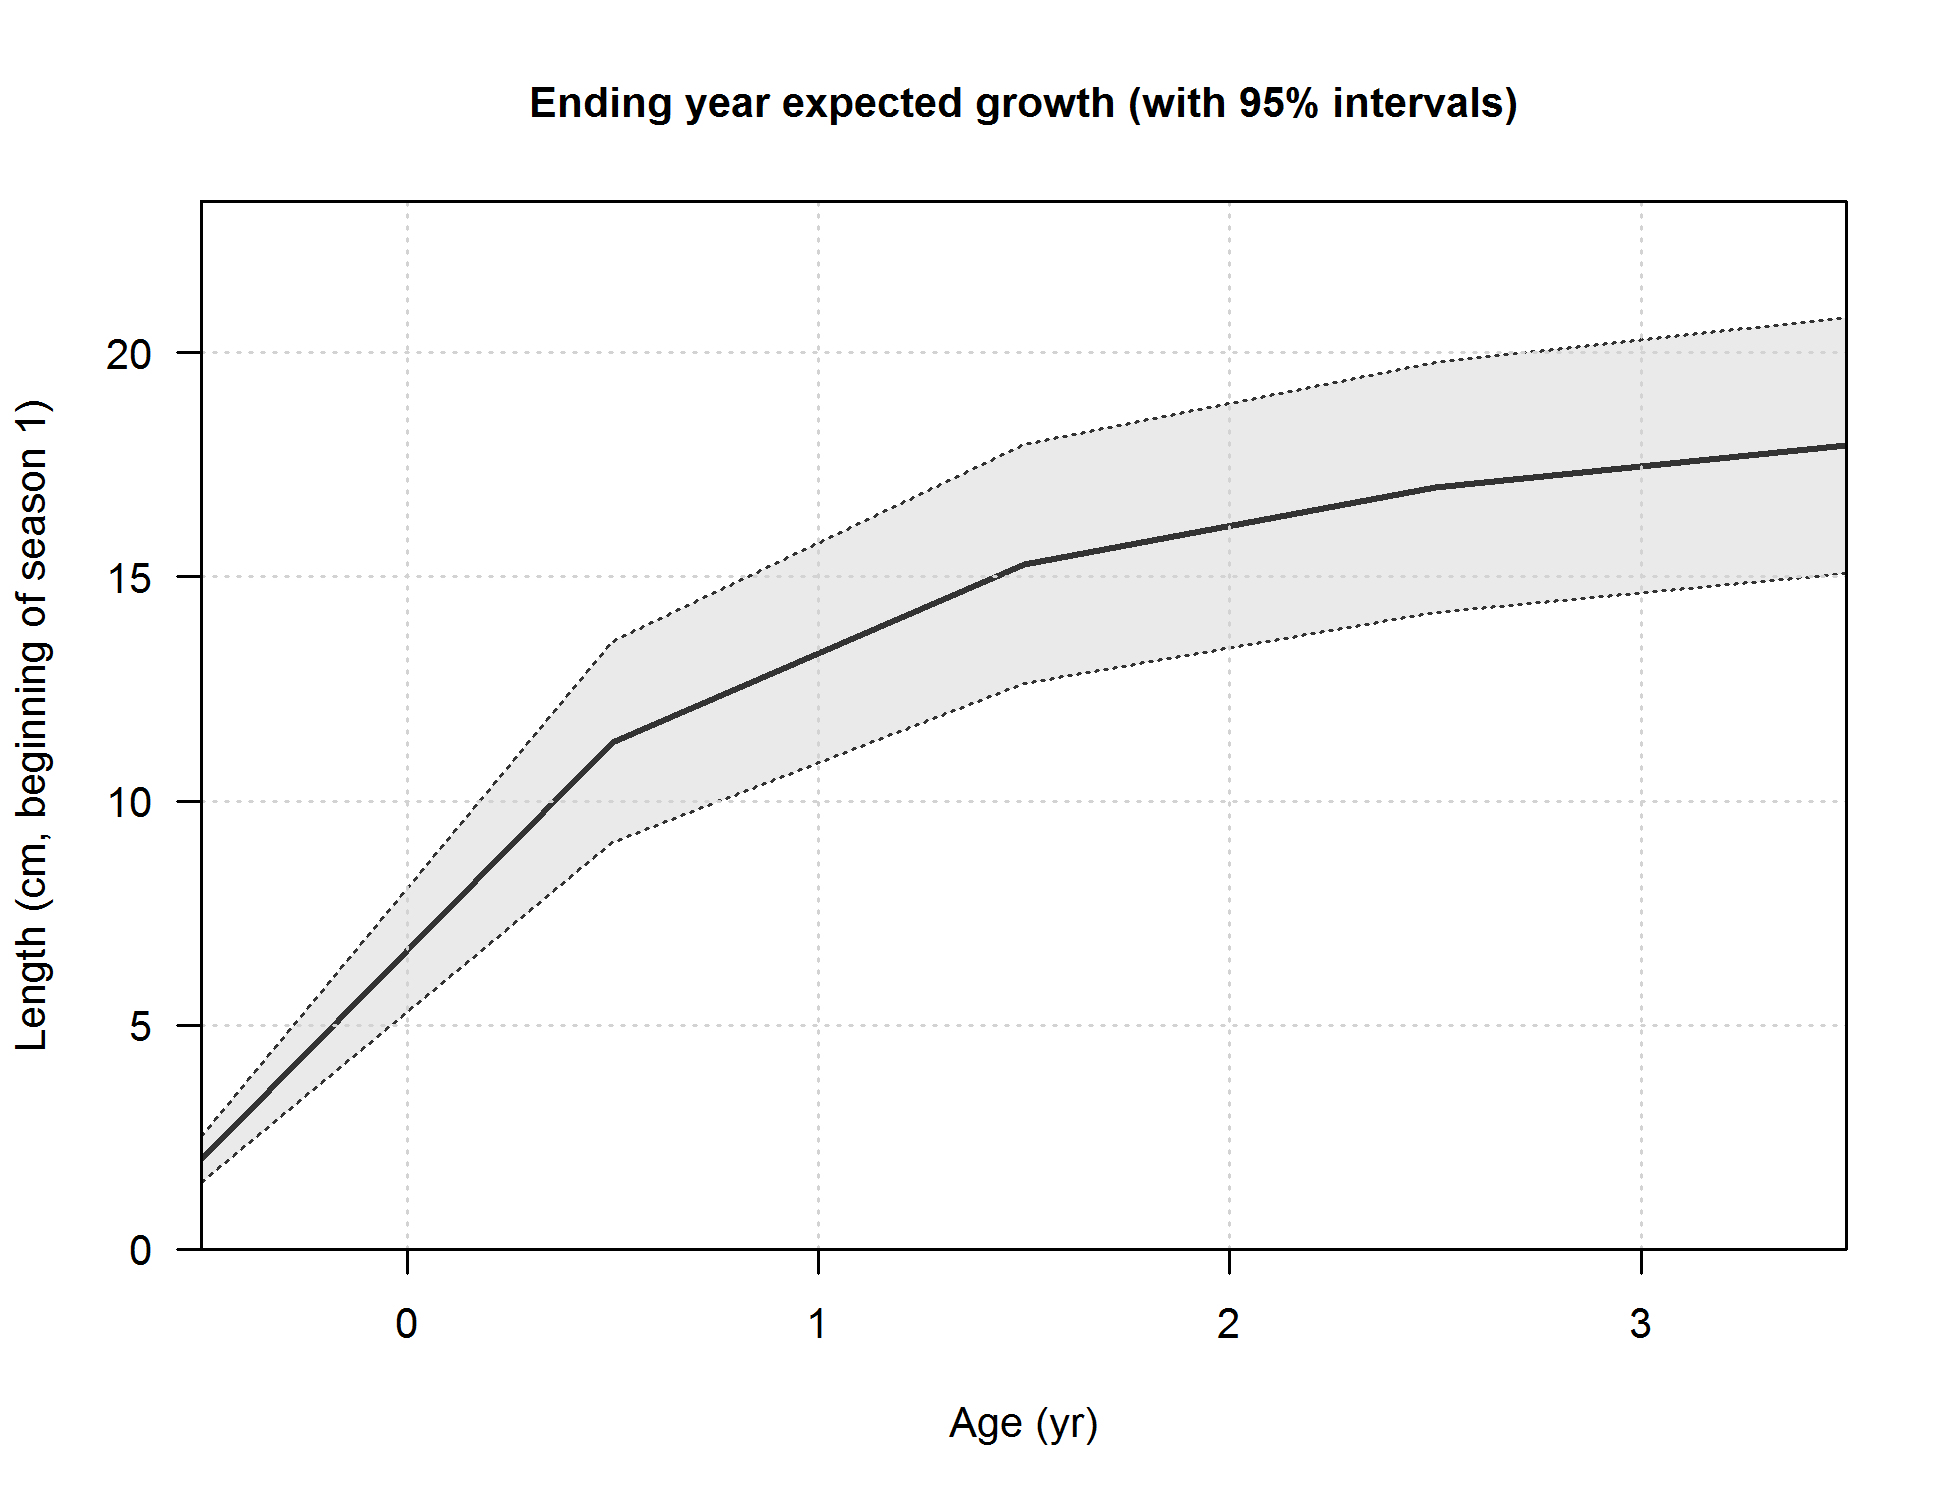 Ending year expected growth (with 95% intervals)
Length (cm, beginning of season 1)
20
15
10
5
0
0 1 2 3
Age (yr)